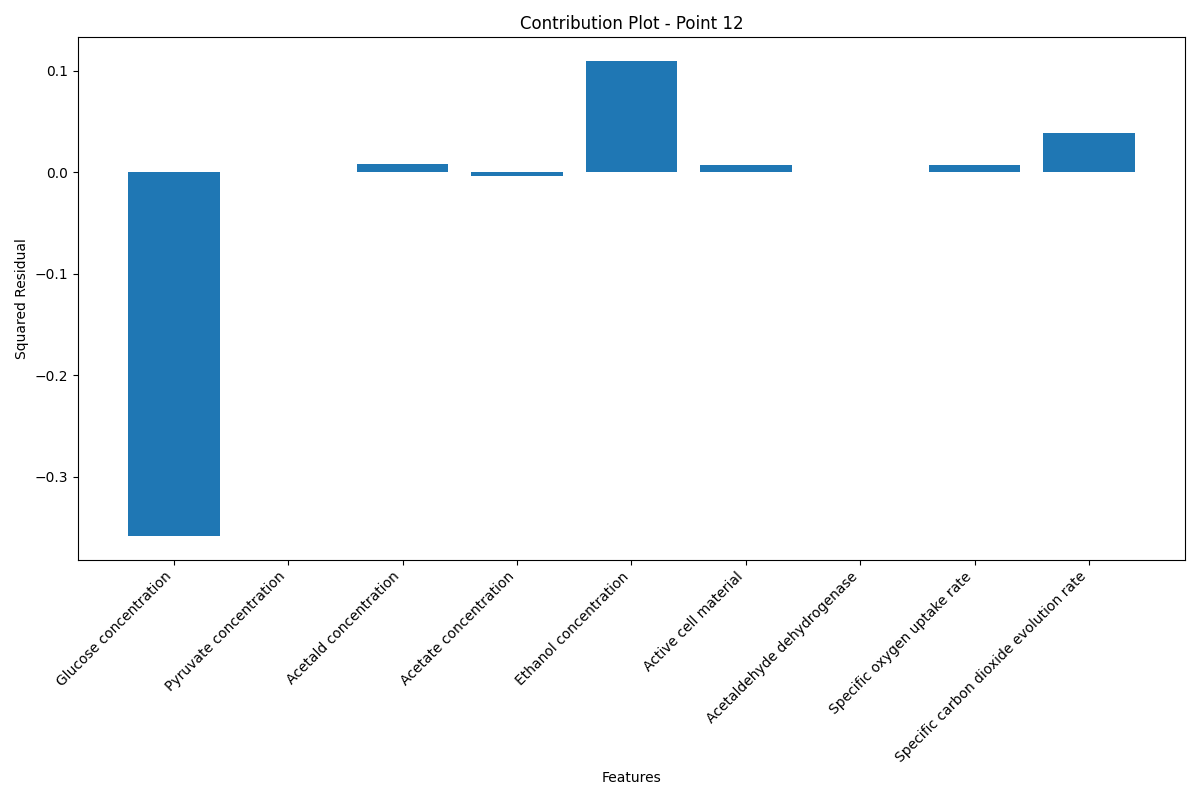 Contribution Plot - Point 12
Squared Residual
0.1
0.0
−0.1
−0.2
−0.3
Glucose concentration
Pyruvate concentration
Acetald concentration
Acetate concentration
Ethanol concentration
Active cell material
Acetaldehyde dehydrogenase
Specific oxygen uptake rate
Specific carbon dioxide evolution rate
Features